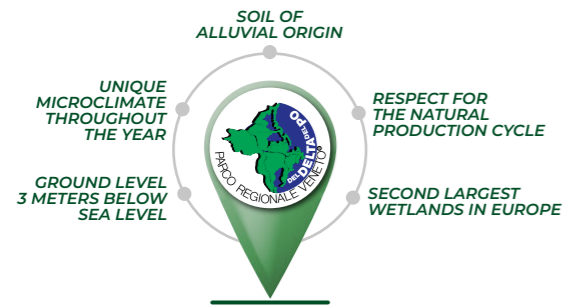 SOIL OF
ALLUVIAL ORIGIN
UNIQUE
MICROCLIMATE
THROUGHOUT
THE YEAR
RESPECT FOR
THE NATURAL
PRODUCTION CYCLE
GROUND LEVEL
3 METERS BELOW
SEA LEVEL
SECOND LARGEST
WETLANDS IN EUROPE
PARCO REGIONALE VENETO
DEL DELTA DEL PO